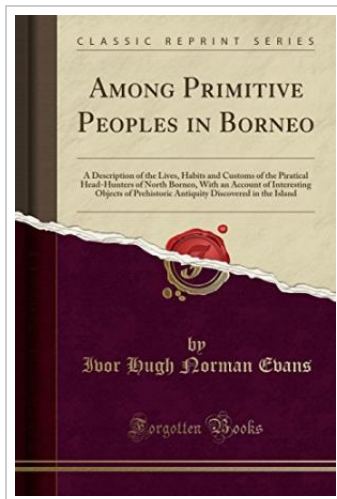 CLASSIC REPRINT SERIES
AMONG PRIMITIVE
PEOPLES IN BORNEO
A Description of the Lives, Habits and Customs of the Piratical
Head-Hunters of North Borneo, With an Account of Interesting
Objects of Prehistoric Antiquity Discovered in the Island
by
Ivor Hugh Norman Evans
Forgotten Books